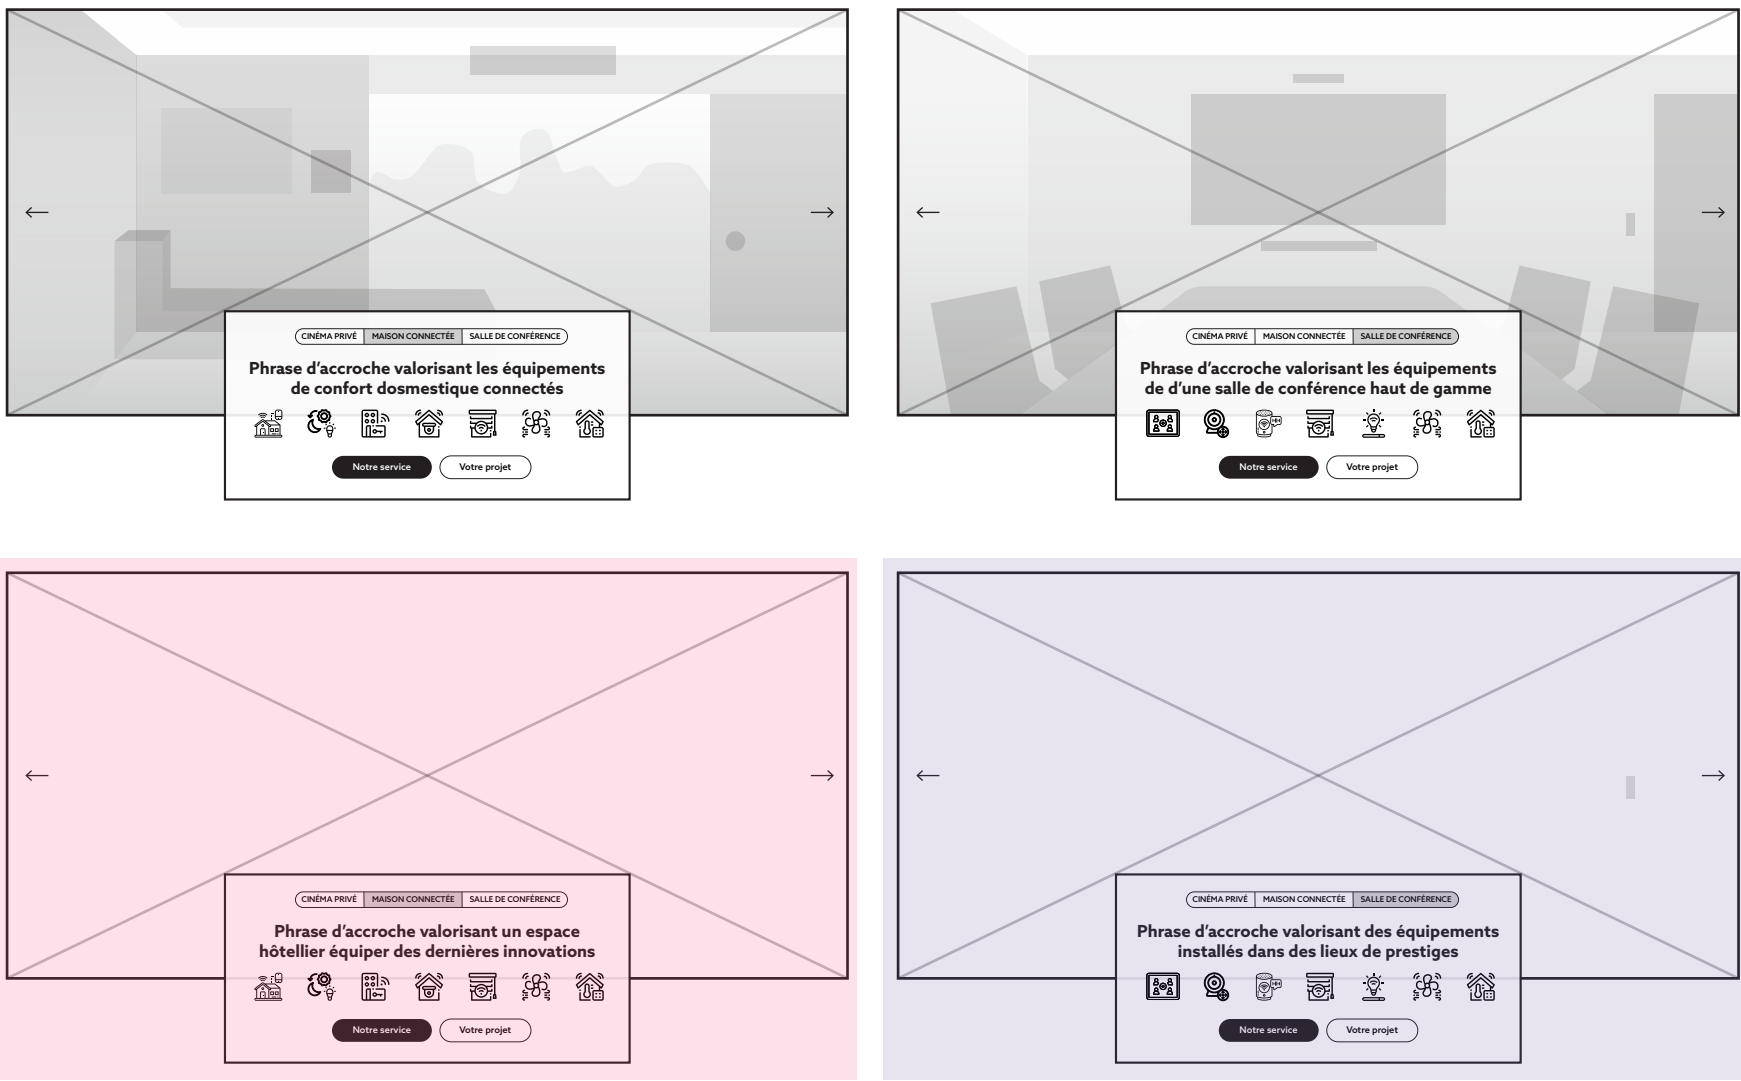 CINÉMA PRIVÉ MAISON CONNECTÉE SALLE DE CONFÉRENCE
Phrase d’accroche valorisant les équipements
de confort dosmestique connectés
Notre service Votre projet
CINÉMA PRIVÉ MAISON CONNECTÉE SALLE DE CONFÉRENCE
Phrase d’accroche valorisant les équipements
de d’une salle de conférence haut de gamme
Notre service Votre projet
CINÉMA PRIVÉ MAISON CONNECTÉE SALLE DE CONFÉRENCE
Phrase d’accroche valorisant un espace
hôtellier équiper des dernières innovations
Notre service Votre projet
CINÉMA PRIVÉ MAISON CONNECTÉE SALLE DE CONFÉRENCE
Phrase d’accroche valorisant des équipements
installés dans des lieux de prestiges
Notre service Votre projet